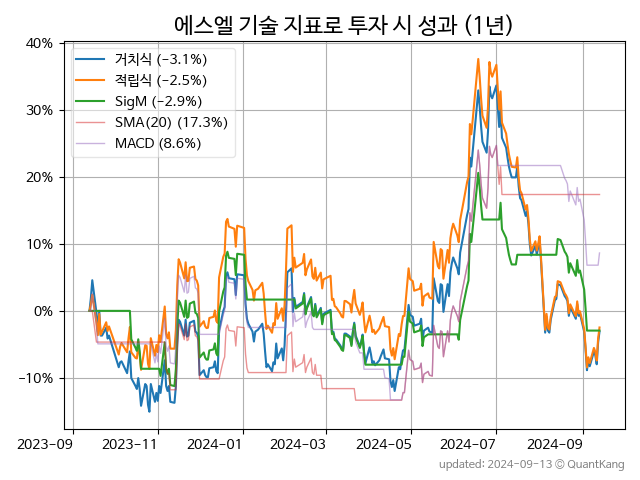 에스엘 기술 지표로 투자 시 성과 (1년)
거치식 (-3.1%)
적립식 (-2.5%)
SigM (-2.9%)
SMA(20) (17.3%)
MACD (8.6%)
40%
30%
20%
10%
0%
-10%
2023-09 2023-11 2024-01 2024-03 2024-05 2024-07 2024-09
updated: 2024-09-13 © QuantKang